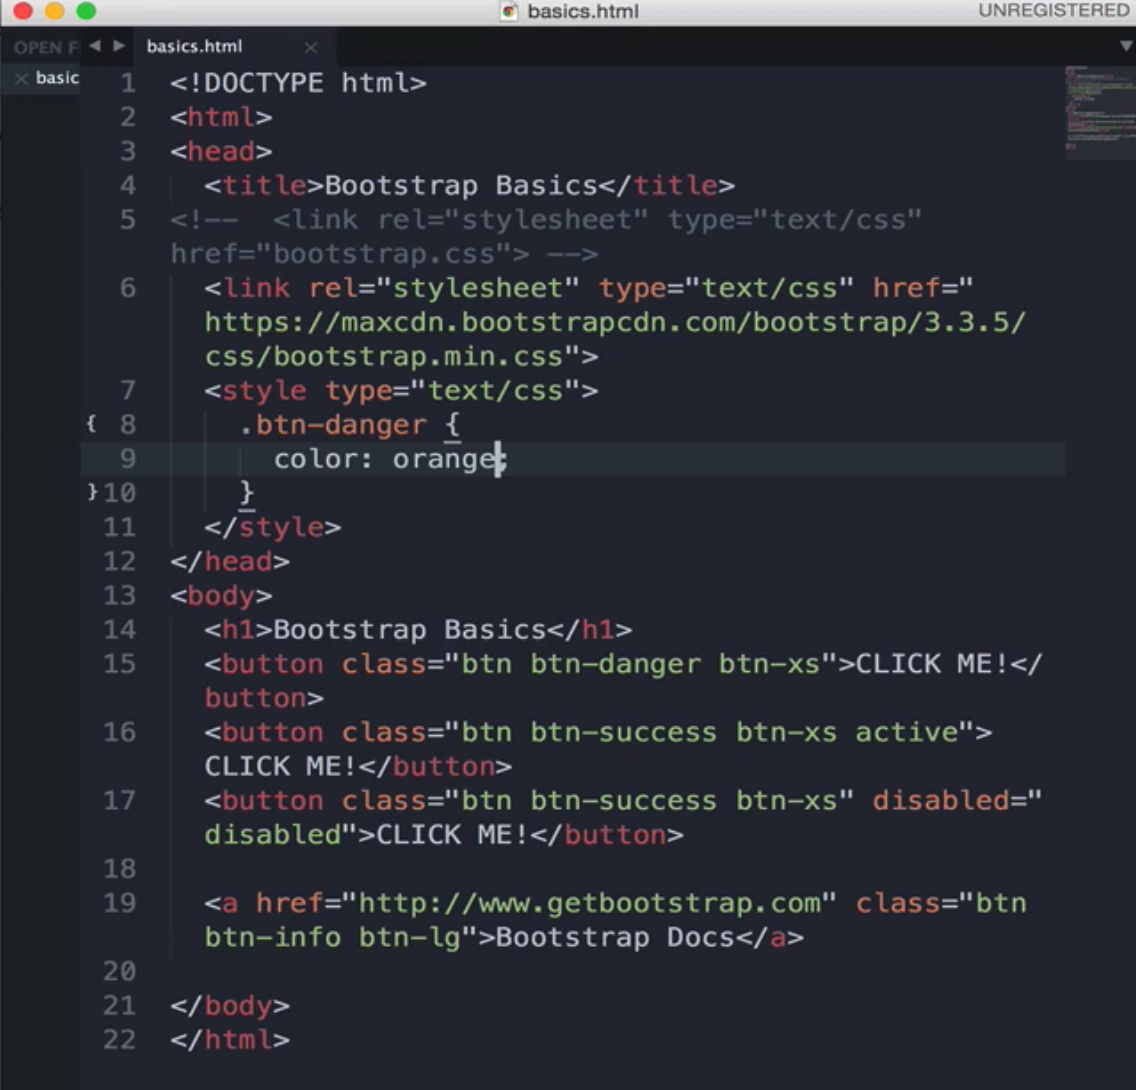 basics.html
UNREGISTERED
OPEN F
basics.html
basic
1 <!DOCTYPE html>
2 <html>
3 <head>
4 <title>Bootstrap Basics</title>
5 <!-- <link rel="stylesheet" type="text/css"
href="bootstrap.css"> -->
6 <link rel="stylesheet" type="text/css" href="
https://maxcdn.bootstrapcdn.com/bootstrap/3.3.5/
css/bootstrap.min.css">
7 <style type="text/css">
{ 8 .btn-danger {
9 color: orange;
} 10 }
11 </style>
12 </head>
13 <body>
14 <h1>Bootstrap Basics</h1>
15 <button class="btn btn-danger btn-xs">CLICK ME!</
button>
16 <button class="btn btn-success btn-xs active">
CLICK ME!</button>
17 <button class="btn btn-success btn-xs" disabled="
disabled">CLICK ME!</button>
18
19 <a href="http://www.getbootstrap.com" class="btn
btn-info btn-lg">Bootstrap Docs</a>
20
21 </body>
22 </html>